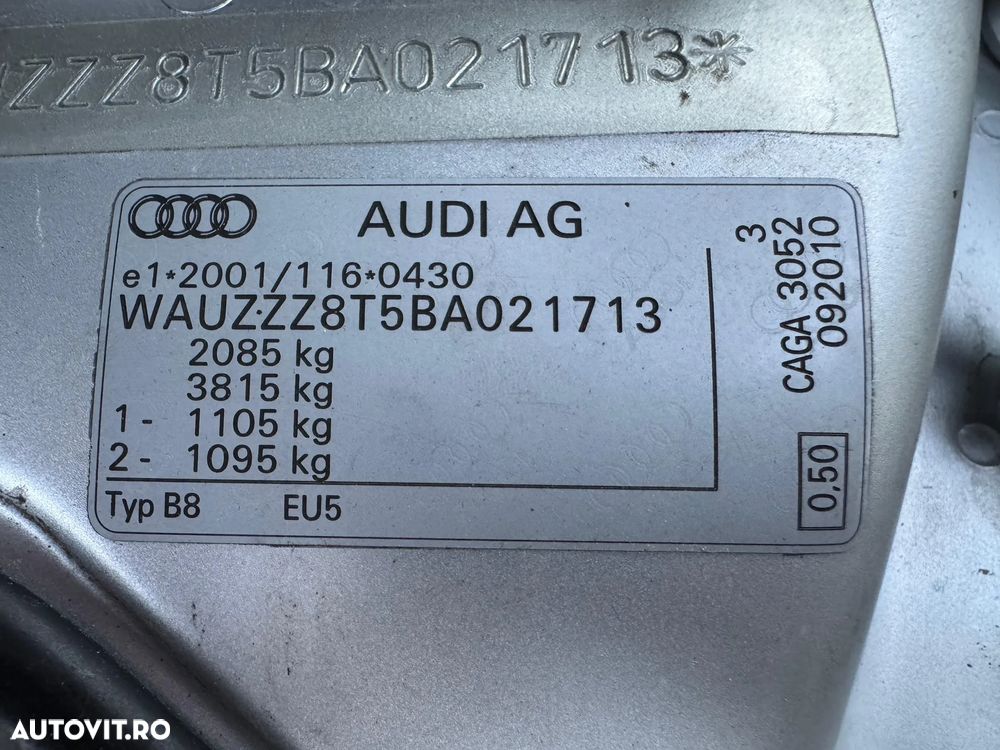 ZZZ8T5BA021713*
AUDI AG
e1*2001/116*0430
WAUZZZ8T5BA021713
2085 kg
3815 kg
1- 1105 kg
2- 1095 kg
Typ B8 EU5
3
CAGA 3052
092010
0,50
AUTOVIT.RO